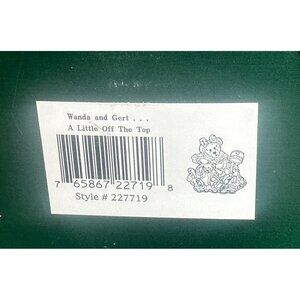 Wanda and Gert . . .
A Little Off The Top
7 65867 22719 8
Style # 227719